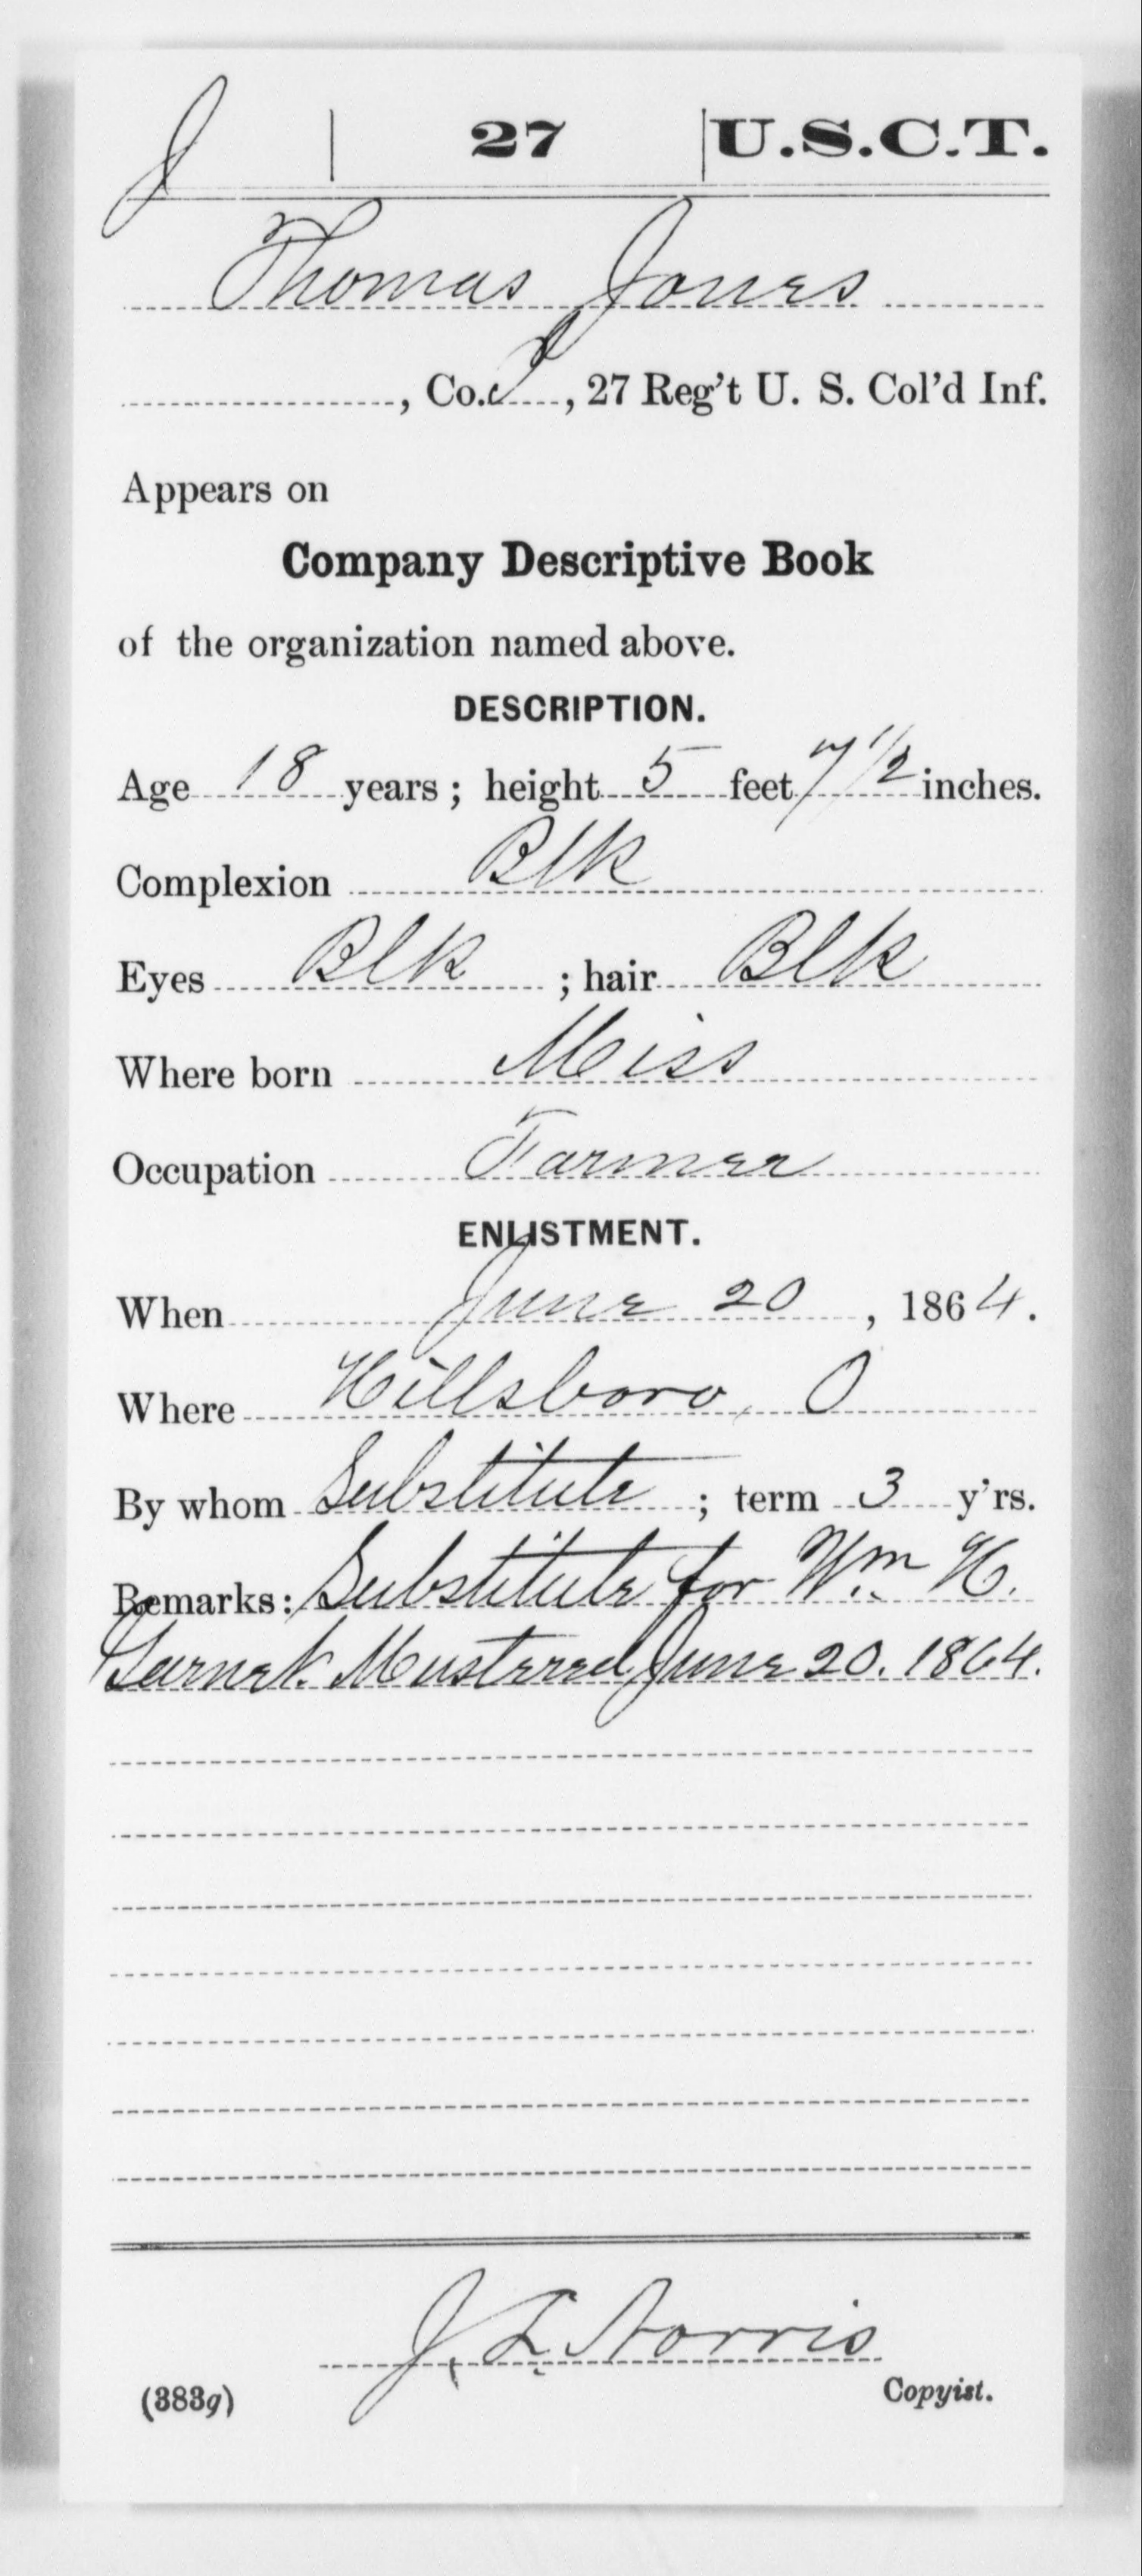 J | 27 | U.S.C.T.
Thomas Jones
, Co. I, 27 Reg't U. S. Col'd Inf.
Appears on
Company Descriptive Book
of the organization named above.
DESCRIPTION.
Age 18 years; height 5 feet 7 1/2 inches.
Complexion Blk
Eyes Blk ; hair Blk
Where born Miss
Occupation Farmer
ENLISTMENT.
When June 20, 1864.
Where Hillsboro, O
By whom Substitute; term 3 y'rs.
Remarks: Substitute for Wm. H.
Mustered June 20. 1864.
J. L. Norris
Copyist.
(383g)